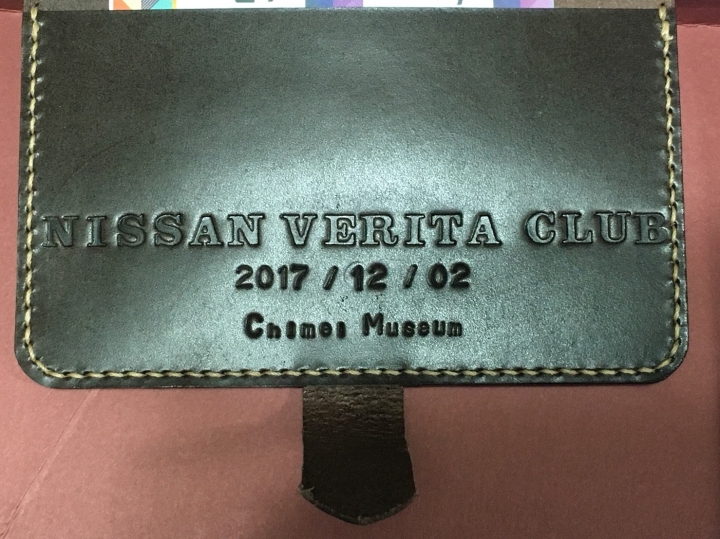 NISSAN VERITA CLUB
2017 / 12 / 02
Chimei Museum